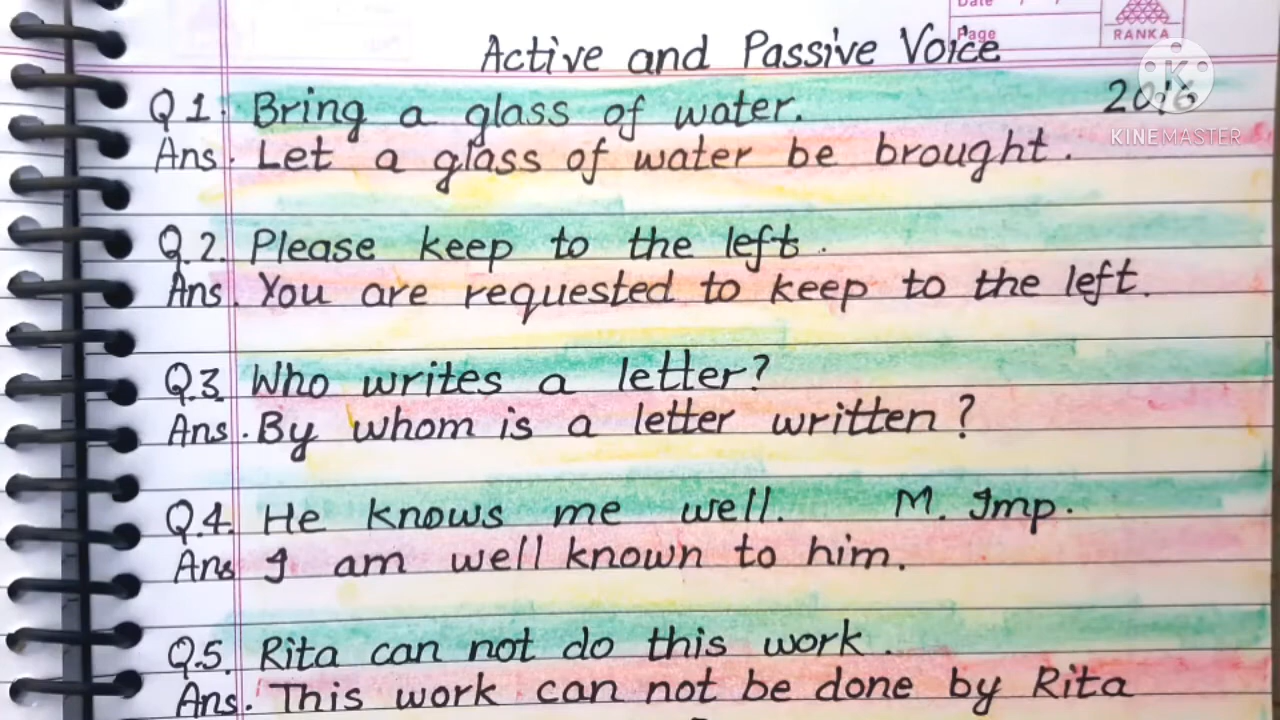 Date / /
Page
RANKA
Active and Passive Voice
Q1. Bring a glass of water. 2016
Ans. Let a glass of water be brought.
KINEMASTER
Q.2. Please keep to the left.
Ans. You are requested to keep to the left.
Q.3. Who writes a letter?
Ans. By whom is a letter written?
Q.4. He knows me well. M. Imp.
Ans I am well known to him.
Q.5. Rita can not do this work.
Ans. This work can not be done by Rita